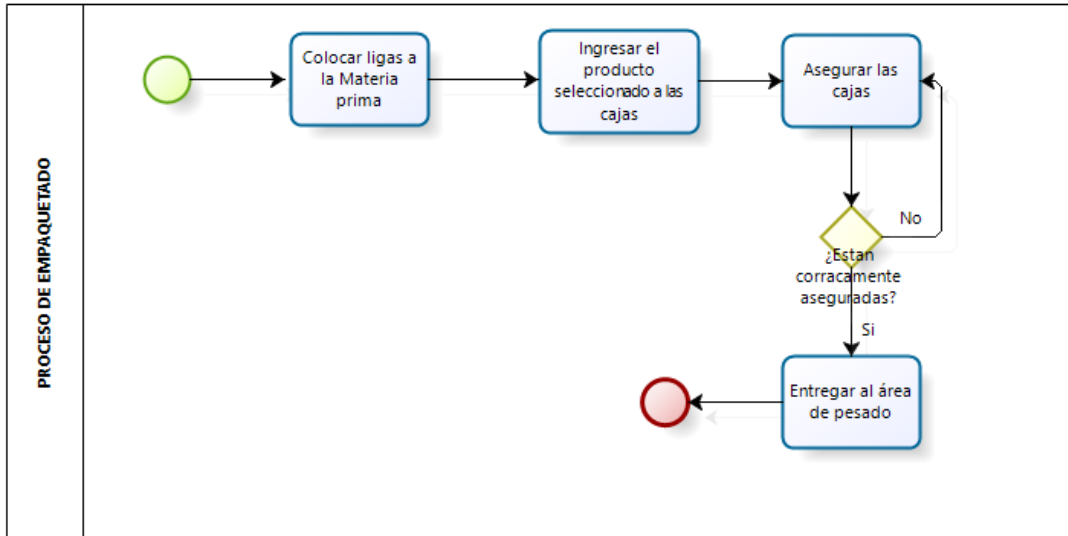 PROCESO DE EMPAQUETADO
Colocar ligas a
la Materia
prima
Ingresar el
producto
seleccionado a las
cajas
Asegurar las
cajas
No
¿Estan
corracamente
aseguradas?
Si
Entregar al área
de pesado